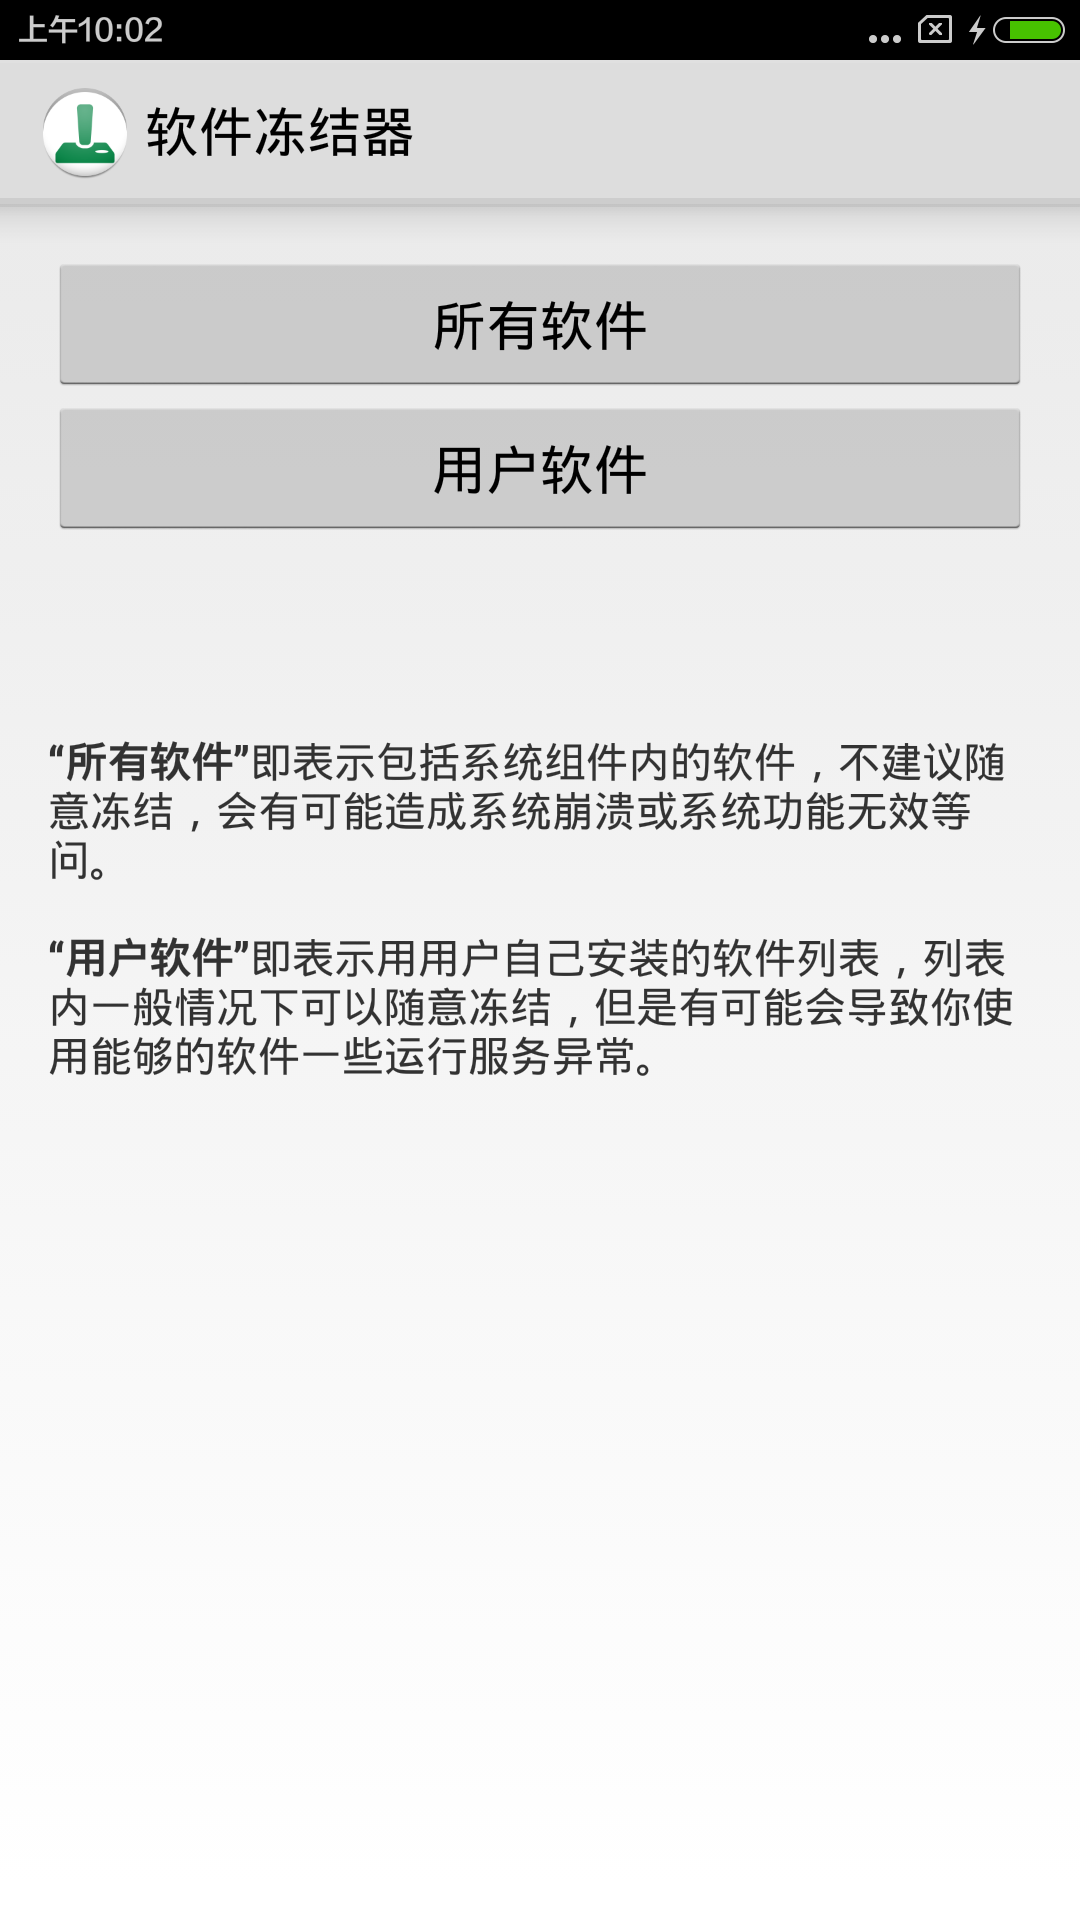 上午10:02
软件冻结器
所有软件
用户软件
“所有软件”即表示包括系统组件内的软件，不建议随
意冻结，会有可能造成系统崩溃或系统功能无效等
问。
“用户软件”即表示用用户自己安装的软件列表，列表
内一般情况下可以随意冻结，但是有可能会导致你使
用能够的软件一些运行服务异常。